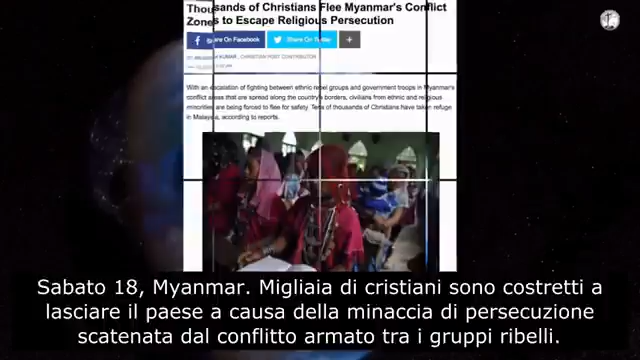 Thousands of Christians Flee Myanmar's Conflict
Zones to Escape Religious Persecution
Share On Facebook
Share On Twitter
With an escalation of fighting between ethnic rebel groups and government troops in Myanmar's
conflict areas that are spread along the country's borders, civilians from ethnic and religious
minorities are being forced to flee for safety. Tens of thousands of Christians have taken refuge
in Malaysia, according to reports.
Sabato 18, Myanmar. Migliaia di cristiani sono costretti a
lasciare il paese a causa della minaccia di persecuzione
scatenata dal conflitto armato tra i gruppi ribelli.